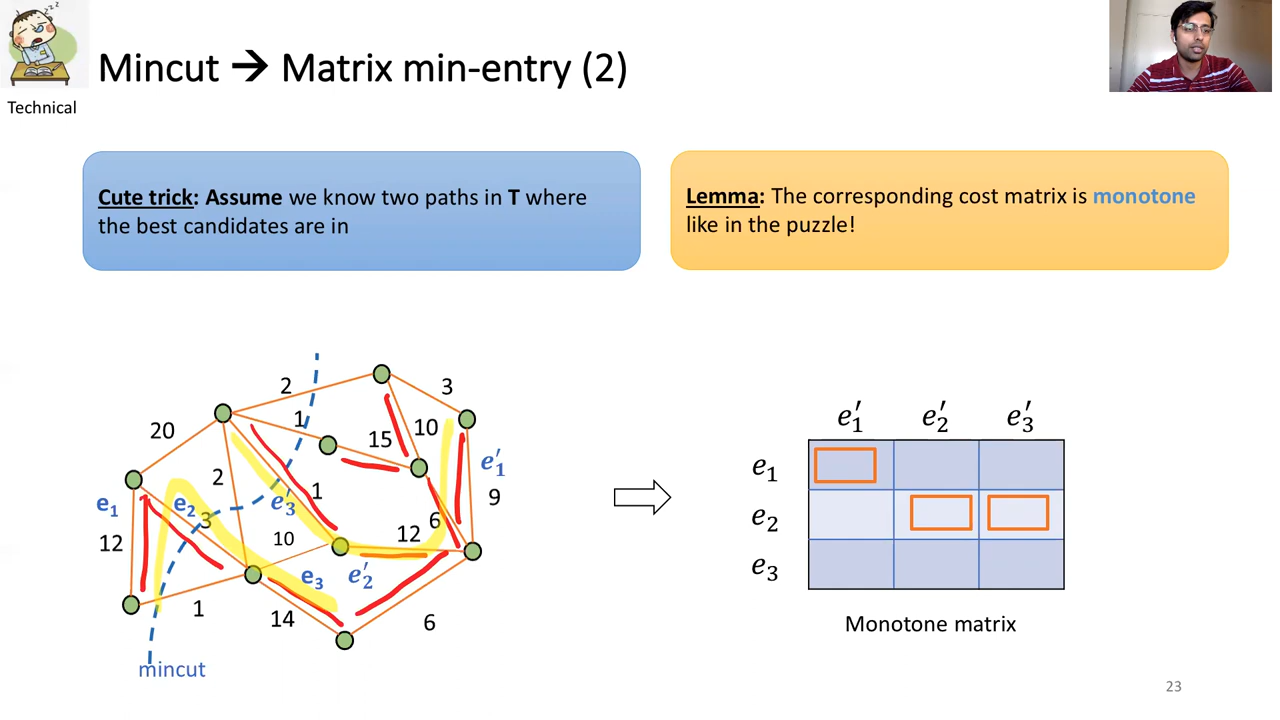 Technical
Mincut → Matrix min-entry (2)
Cute trick: Assume we know two paths in T where
the best candidates are in
Lemma: The corresponding cost matrix is monotone
like in the puzzle!
2
3
20
1
15
10
e₁
e₂
2
e′₃
1
e′₁
9
12
3
10
12
6
e₃
e′₂
1
14
6
mincut
e′₁ e′₂ e′₃
e₁
e₂
e₃
Monotone matrix
23